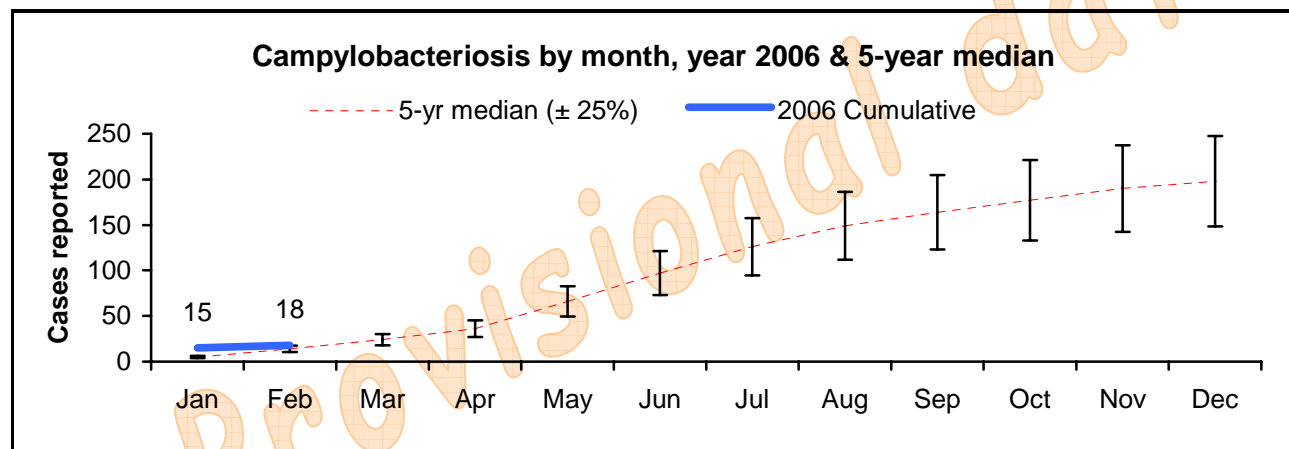 Campylobacteriosis by month, year 2006 & 5-year median
5-yr median (± 25%) 2006 Cumulative
Cases reported
250
200
150
100
50
0
15 18
Jan Feb Mar Apr May Jun Jul Aug Sep Oct Nov Dec
provisional da